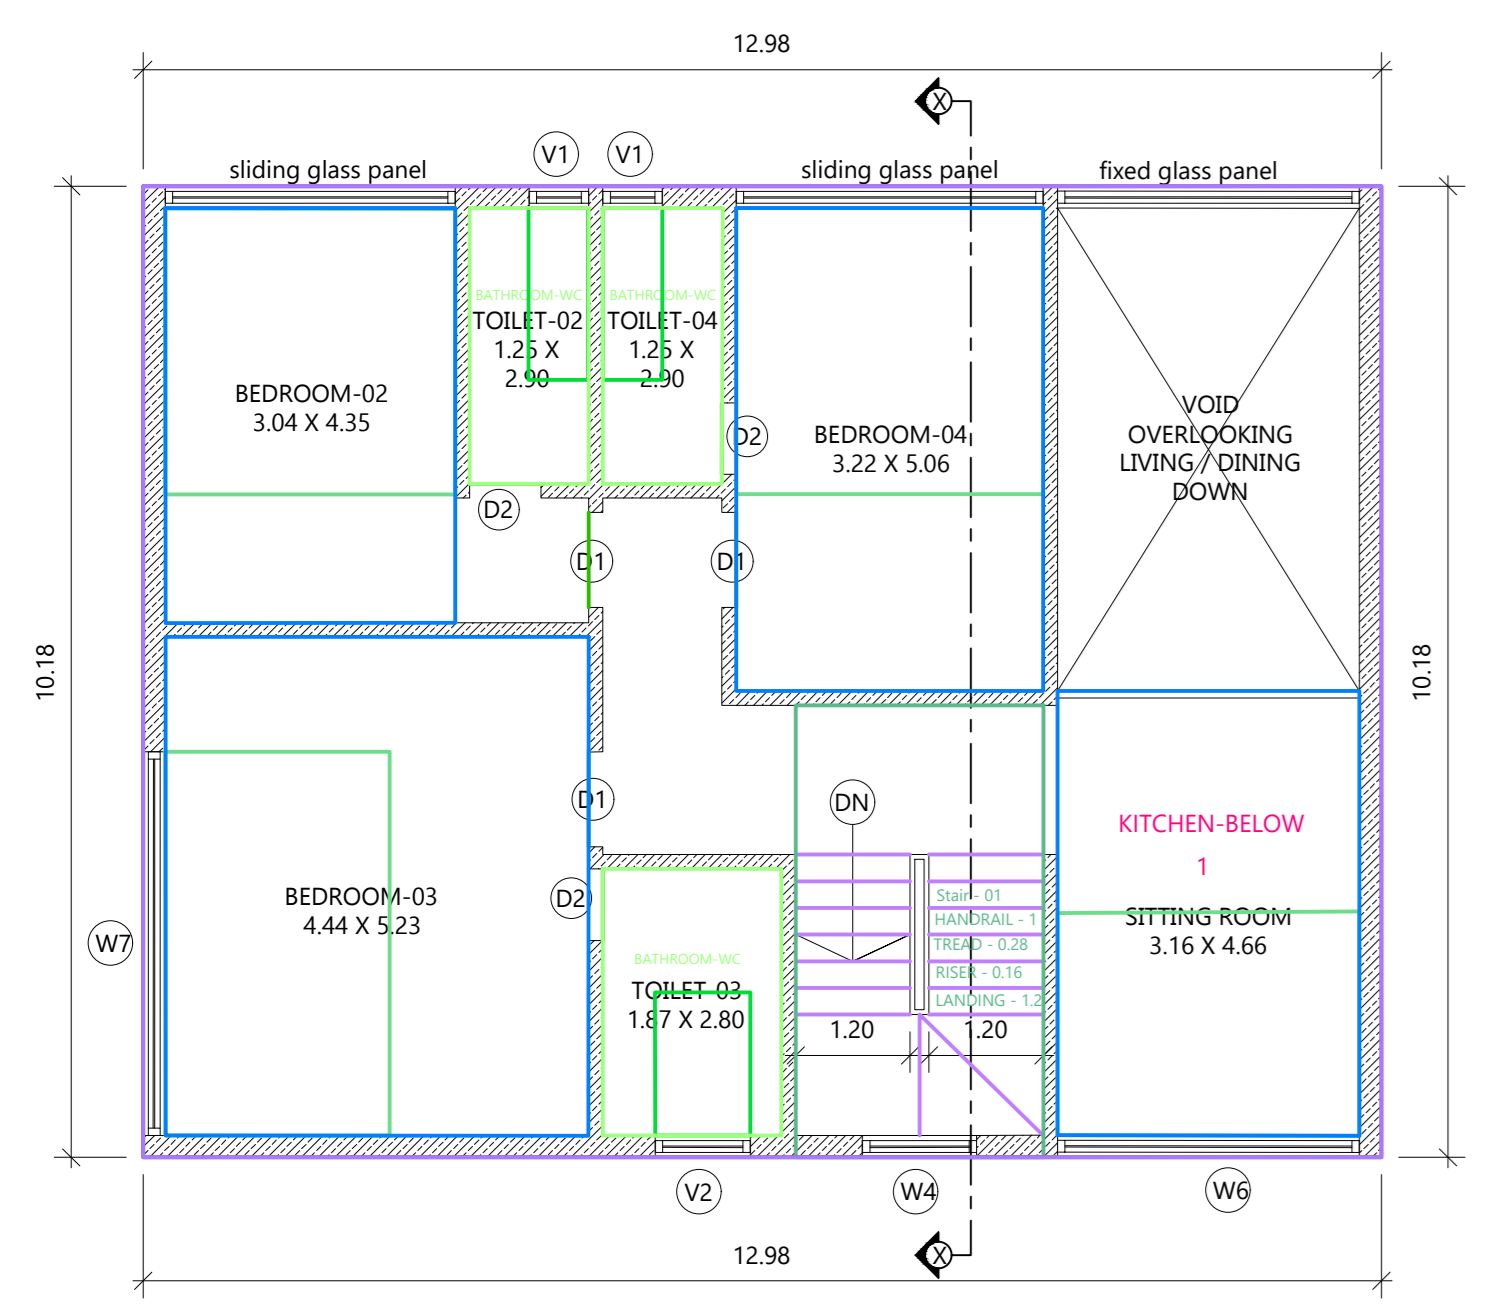 12.98
X
V1
V1
sliding glass panel
sliding glass panel
fixed glass panel
BATHROOM-WC
TOILET-02
1.25 X
2.90
BATHROOM-WC
TOILET-04
1.25 X
2.90
BEDROOM-02
3.04 X 4.35
D2
BEDROOM-04
3.22 X 5.06
VOID
OVERLOOKING
LIVING / DINING
DOWN
D2
D1
D1
10.18
10.18
D1
DN
KITCHEN-BELOW
1
BEDROOM-03
4.44 X 5.23
D2
Stair - 01
HANDRAIL - 1
TREAD - 0.28
RISER - 0.16
LANDING - 1.2
SITTING ROOM
3.16 X 4.66
W7
BATHROOM-WC
TOILET-03
1.87 X 2.80
1.20
1.20
V2
W4
W6
12.98
X